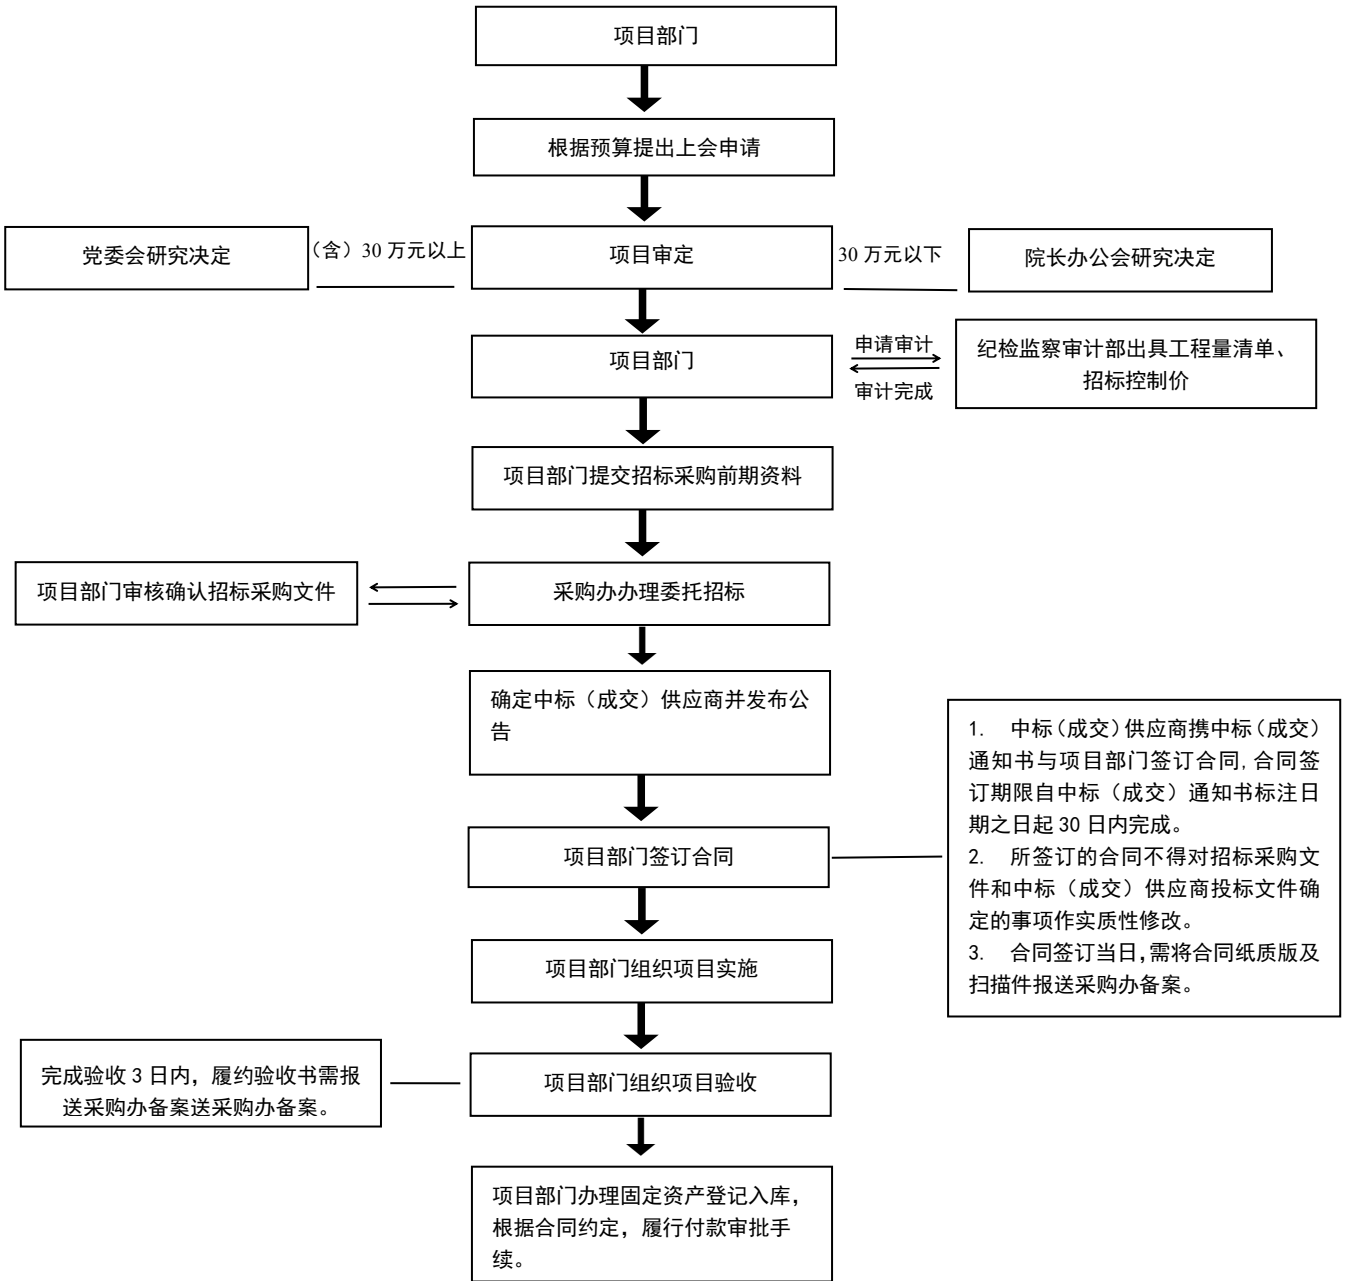 项目部门
根据预算提出上会申请
党委会研究决定
（含）30 万元以上
项目审定
30 万元以下
院长办公会研究决定
项目部门
申请审计
审计完成
纪检监察审计部出具工程量清单、
招标控制价
项目部门提交招标采购前期资料
项目部门审核确认招标采购文件
采购办办理委托招标
确定中标（成交）供应商并发布公
告
项目部门签订合同
1. 中标（成交）供应商携中标（成交）
通知书与项目部门签订合同,合同签
订期限自中标（成交）通知书标注日
期之日起 30 日内完成。
2. 所签订的合同不得对招标采购文
件和中标（成交）供应商投标文件确
定的事项作实质性修改。
3. 合同签订当日,需将合同纸质版及
扫描件报送采购办备案。
项目部门组织项目实施
完成验收 3 日内，履约验收书需报
送采购办备案送采购办备案。
项目部门组织项目验收
项目部门办理固定资产登记入库，
根据合同约定，履行付款审批手
续。